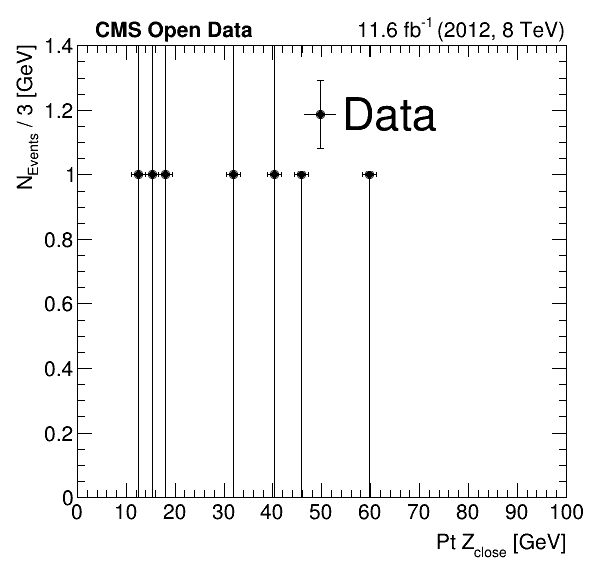 CMS Open Data 11.6 fb⁻¹ (2012, 8 TeV)
N_Events / 3 [GeV]
1.4
1.2
1
0.8
0.6
0.4
0.2
0
Data
0 10 20 30 40 50 60 70 80 90 100
Pt Z_close [GeV]